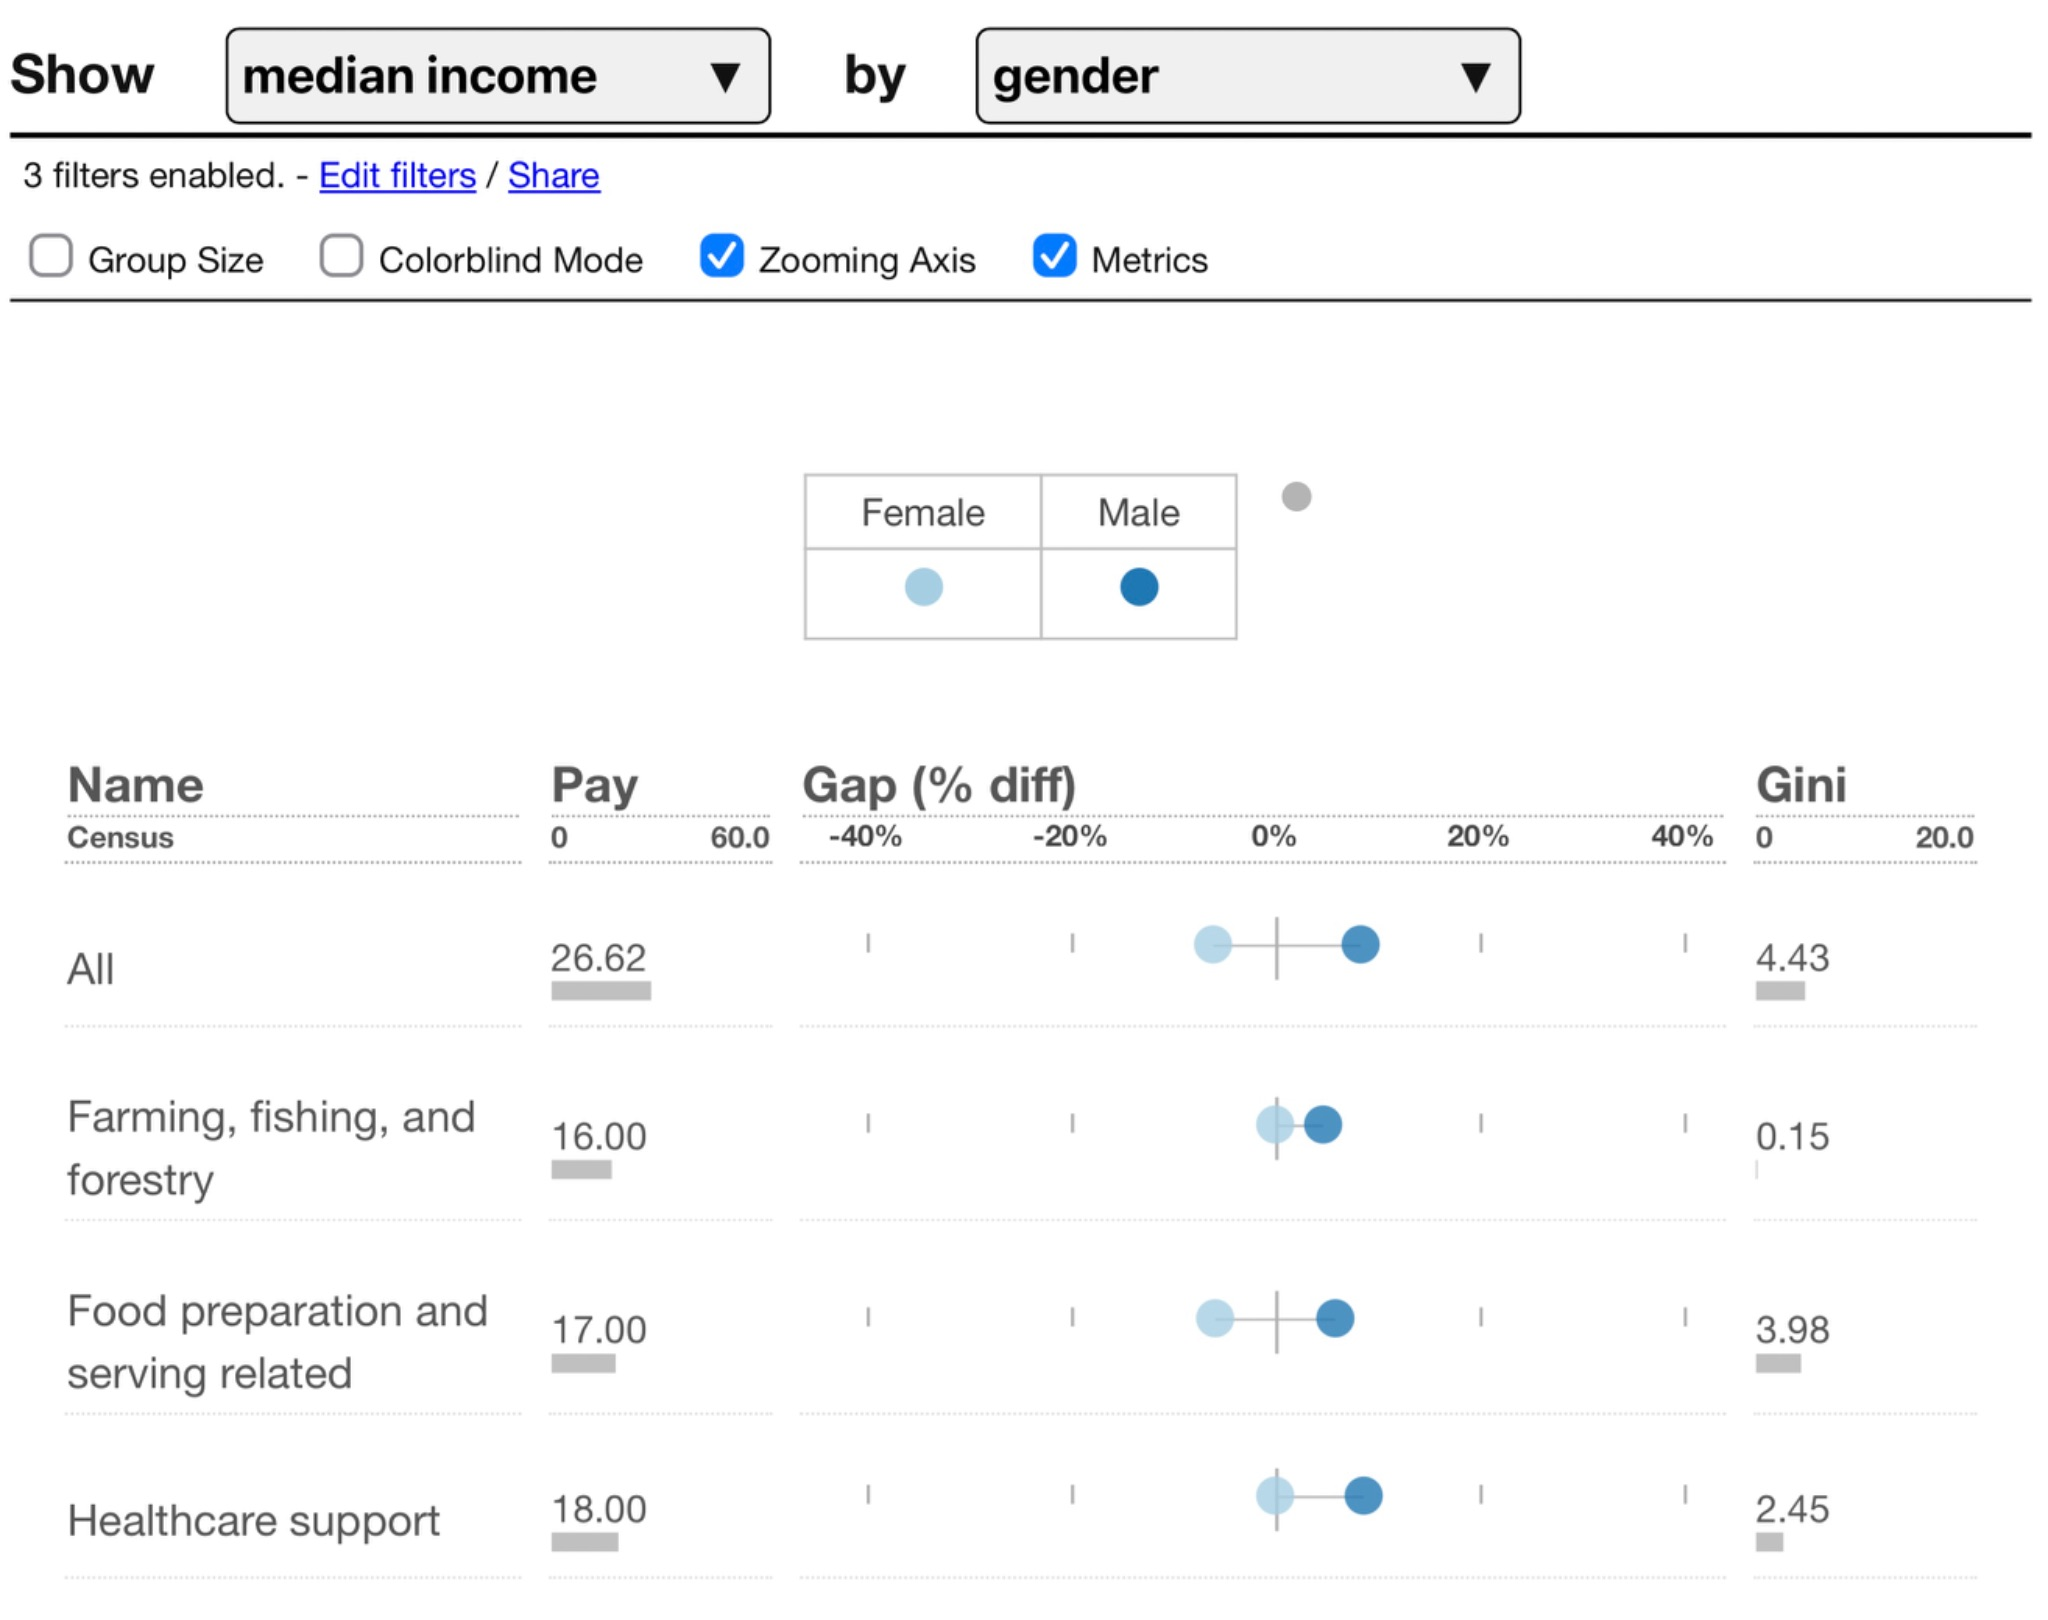 Show median income ▼ by gender ▼
3 filters enabled. - Edit filters / Share
Group Size Colorblind Mode Zooming Axis Metrics
Female Male
Name Pay Gap (% diff) Gini
Census 0 60.0 -40% -20% 0% 20% 40% 0 20.0
All 26.62 4.43
Farming, fishing, and
forestry 16.00 0.15
Food preparation and
serving related 17.00 3.98
Healthcare support 18.00 2.45